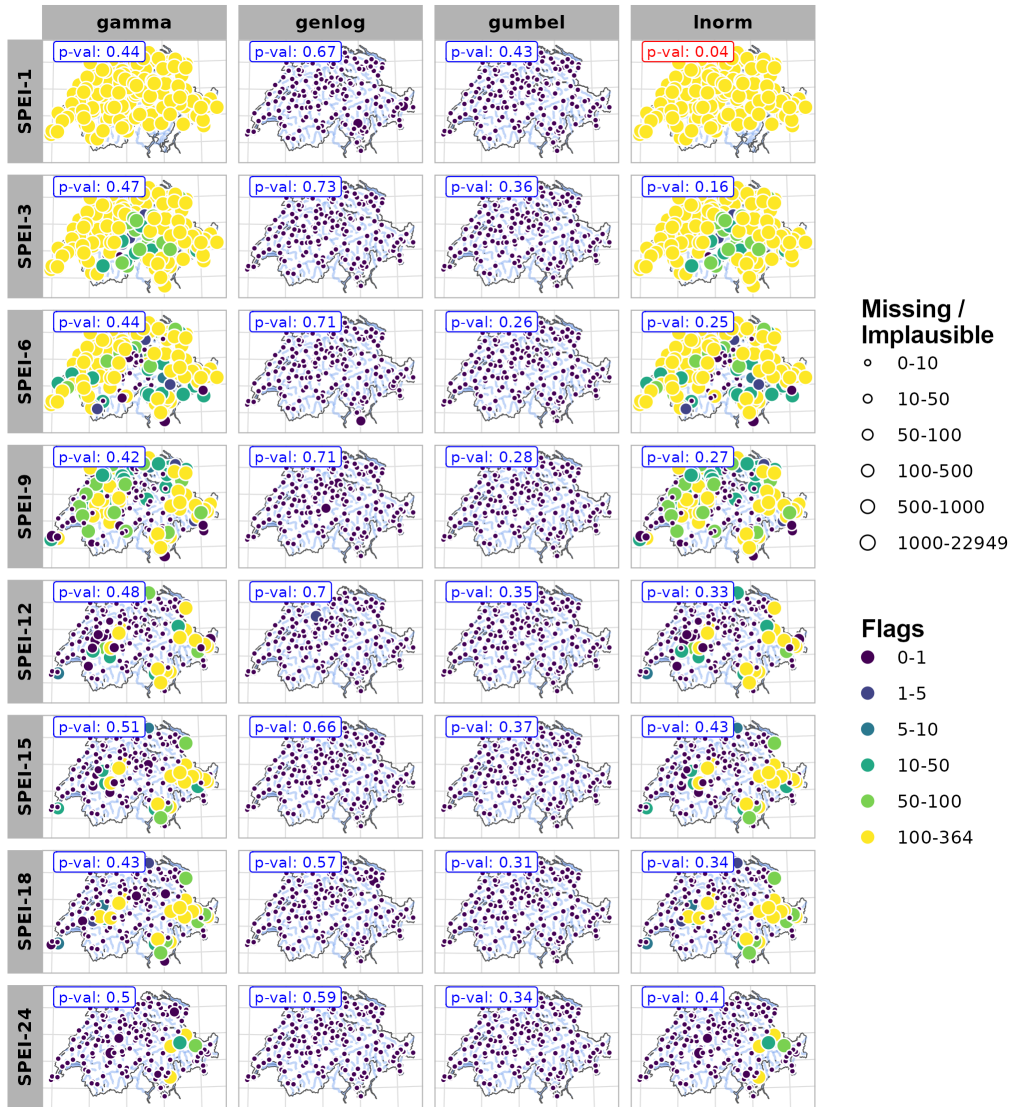 gamma genlog gumbel lnorm
SPEI-1
p-val: 0.44 p-val: 0.67 p-val: 0.43 p-val: 0.04
SPEI-3
p-val: 0.47 p-val: 0.73 p-val: 0.36 p-val: 0.16
SPEI-6
p-val: 0.44 p-val: 0.71 p-val: 0.26 p-val: 0.25
SPEI-9
p-val: 0.42 p-val: 0.71 p-val: 0.28 p-val: 0.27
SPEI-12
p-val: 0.48 p-val: 0.7 p-val: 0.35 p-val: 0.33
SPEI-15
p-val: 0.51 p-val: 0.66 p-val: 0.37 p-val: 0.43
SPEI-18
p-val: 0.43 p-val: 0.57 p-val: 0.31 p-val: 0.34
SPEI-24
p-val: 0.5 p-val: 0.59 p-val: 0.34 p-val: 0.4
Missing /
Implausible
0-10
10-50
50-100
100-500
500-1000
1000-22949
Flags
0-1
1-5
5-10
10-50
50-100
100-364